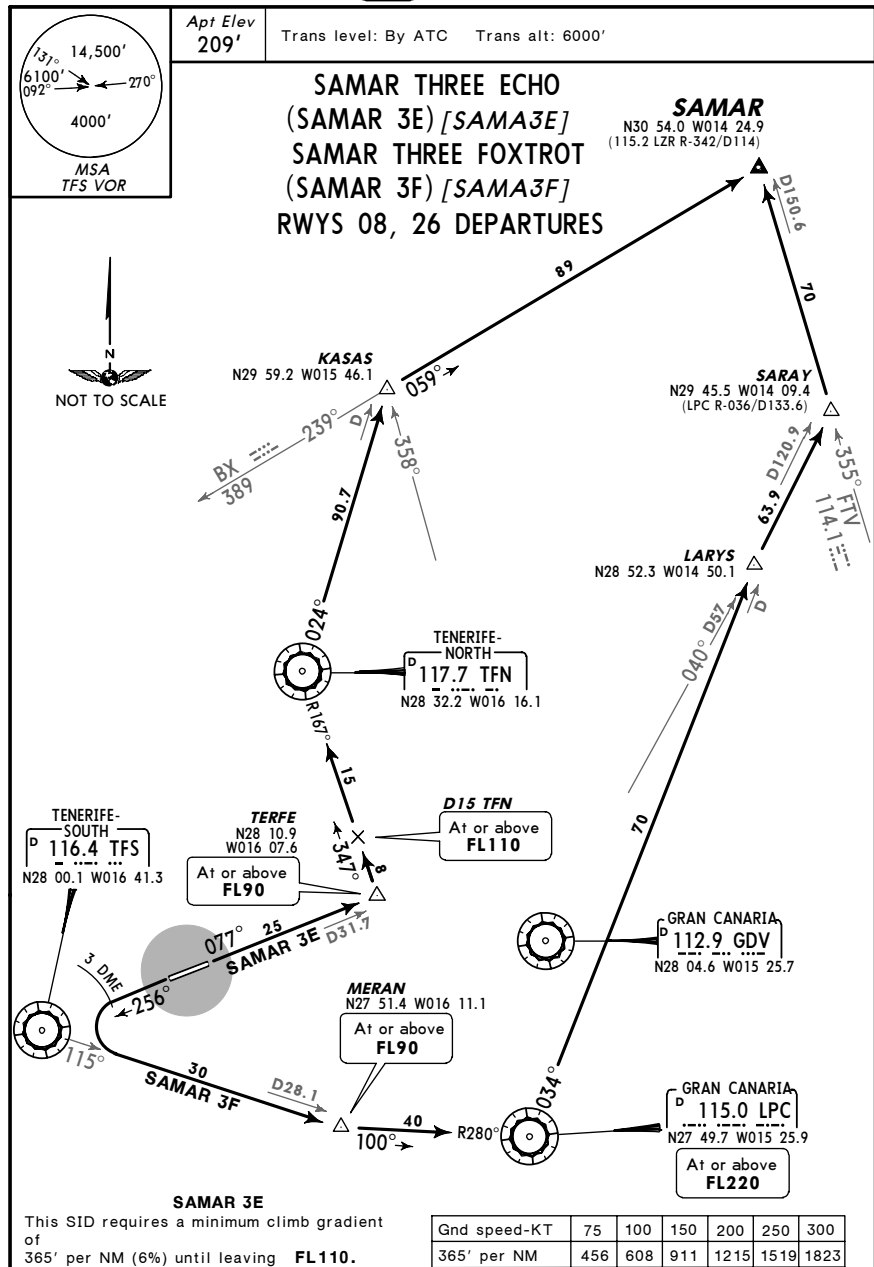 Apt Elev
209'
Trans level: By ATC Trans alt: 6000'
131°
14,500'
6100'
092°
270°
4000'
MSA
TFS VOR
SAMAR THREE ECHO
(SAMAR 3E) [SAMA3E]
SAMAR THREE FOXTROT
(SAMAR 3F) [SAMA3F]
RWYS 08, 26 DEPARTURES
SAMAR
N30 54.0 W014 24.9
(115.2 LZR R-342/D114)
D150.6
89
70
N
NOT TO SCALE
KASAS
N29 59.2 W015 46.1
059°
SARAY
N29 45.5 W014 09.4
(LPC R-036/D133.6)
BX
389
239°
D
358°
D120.9
63.9
355° FTV
114.1
90.7
LARYS
N28 52.3 W014 50.1
040°
D57
D
024°
TENERIFE-
NORTH
D 117.7 TFN
N28 32.2 W016 16.1
R167°
15
70
D15 TFN
At or above
FL110
TERFE
N28 10.9
W016 07.6
At or above
FL90
347°
8
TENERIFE-
SOUTH
D 116.4 TFS
N28 00.1 W016 41.3
077°
25
SAMAR 3E
D31.7
GRAN CANARIA
D 112.9 GDV
N28 04.6 W015 25.7
3 DME
256°
MERAN
N27 51.4 W016 11.1
At or above
FL90
115°
30
SAMAR 3F
D28.1
100°
40
R280°
034°
GRAN CANARIA
D 115.0 LPC
N27 49.7 W015 25.9
At or above
FL220
SAMAR 3E
This SID requires a minimum climb gradient
of
365' per NM (6%) until leaving FL110.
Gnd speed-KT 75 100 150 200 250 300
365' per NM 456 608 911 1215 1519 1823